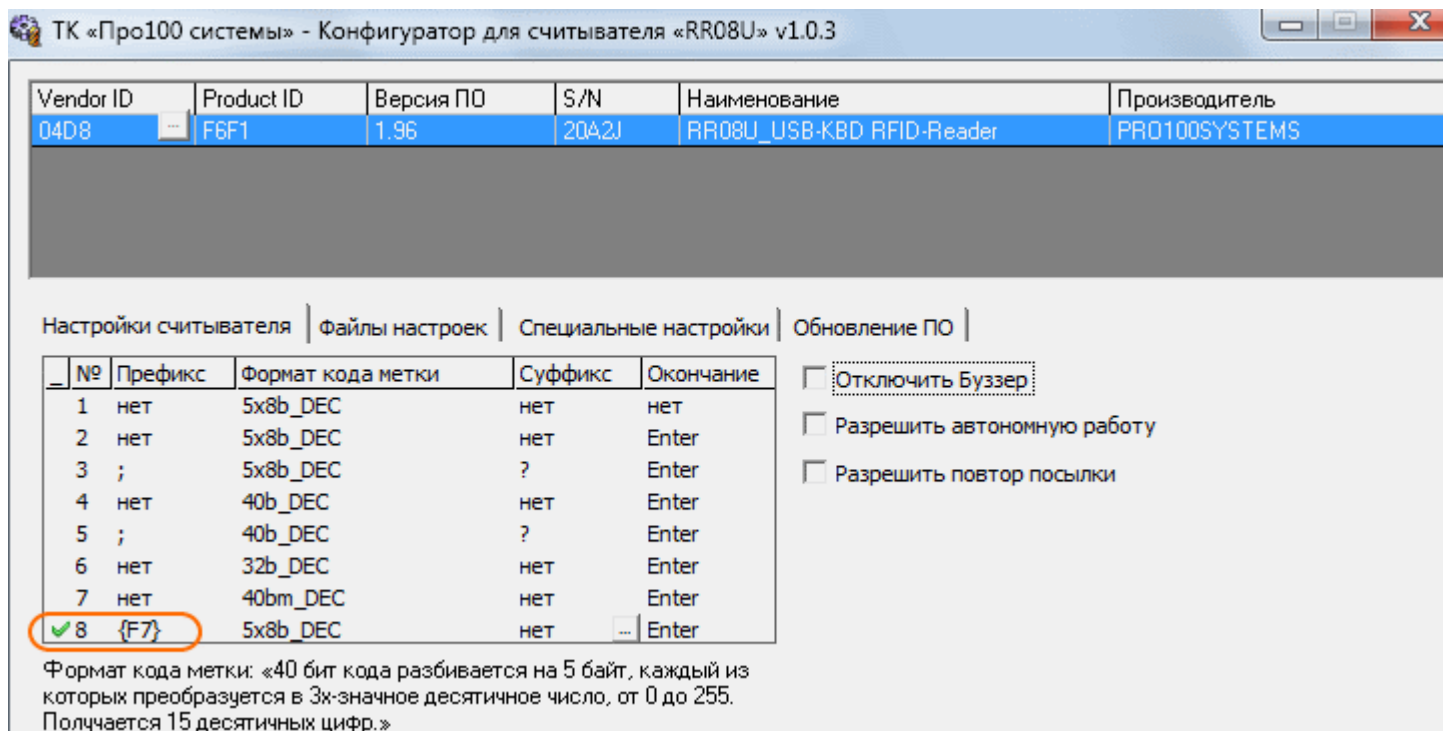 ТК «Про100 системы» - Конфигуратор для считывателя «RR08U» v1.0.3
Vendor ID Product ID Версия ПО S/N Наименование Производитель
04D8 ... F6F1 1.96 20A2J RR08U_USB-KBD RFID-Reader PRO100SYSTEMS
Настройки считывателя Файлы настроек Специальные настройки Обновление ПО
_ № Префикс Формат кода метки Суффикс Окончание
1 нет 5x8b_DEC нет нет
2 нет 5x8b_DEC нет Enter
3 ; 5x8b_DEC ? Enter
4 нет 40b_DEC нет Enter
5 ; 40b_DEC ? Enter
6 нет 32b_DEC нет Enter
7 нет 40bm_DEC нет Enter
8 {F7} 5x8b_DEC нет ... Enter
Отключить Буззер
Разрешить автономную работу
Разрешить повтор посылки
Формат кода метки: «40 бит кода разбивается на 5 байт, каждый из
которых преобразуется в 3х-значное десятичное число, от 0 до 255.
Получается 15 десятичных цифр.»